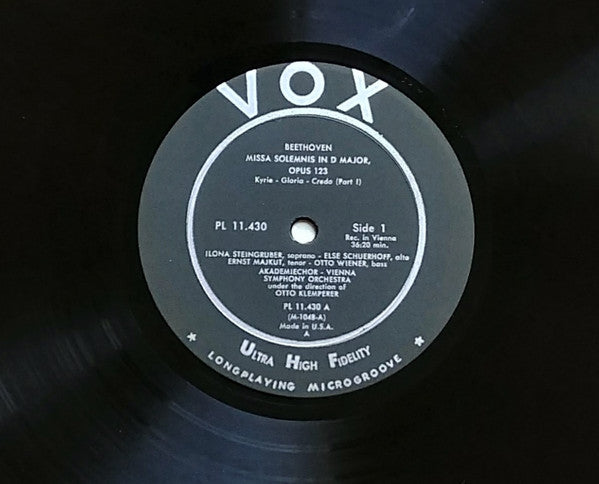 VOX
BEETHOVEN
MISSA SOLEMNIS IN D MAJOR,
OPUS 123
Kyrie - Gloria - Credo (Part I)
PL 11.430
Side 1
Rec. in Vienna
36:20 min.
ILONA STEINGRUBER, soprano - ELSE SCHUERHOFF, alto
ERNST MAJKUT, tenor - OTTO WIENER, bass
AKADEMIECHOR - VIENNA
SYMPHONY ORCHESTRA
under the direction of
OTTO KLEMPERER
PL 11.430 A
(M-1048-A)
Made in U.S.A.
A
ULTRA HIGH FIDELITY
★ LONGPLAYING MICROGROOVE ★